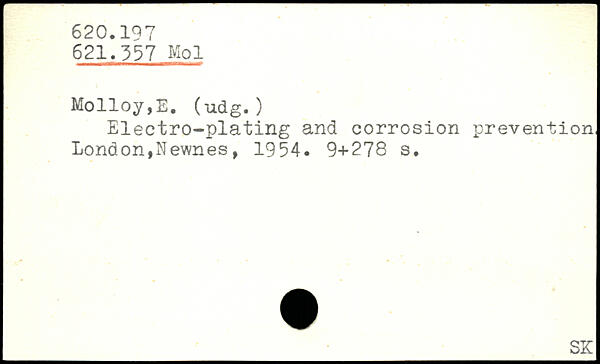 620.197
621.357 Mol
Molloy,E. (udg.)
Electro-plating and corrosion prevention.
London,Newnes, 1954. 9+278 s.
SK